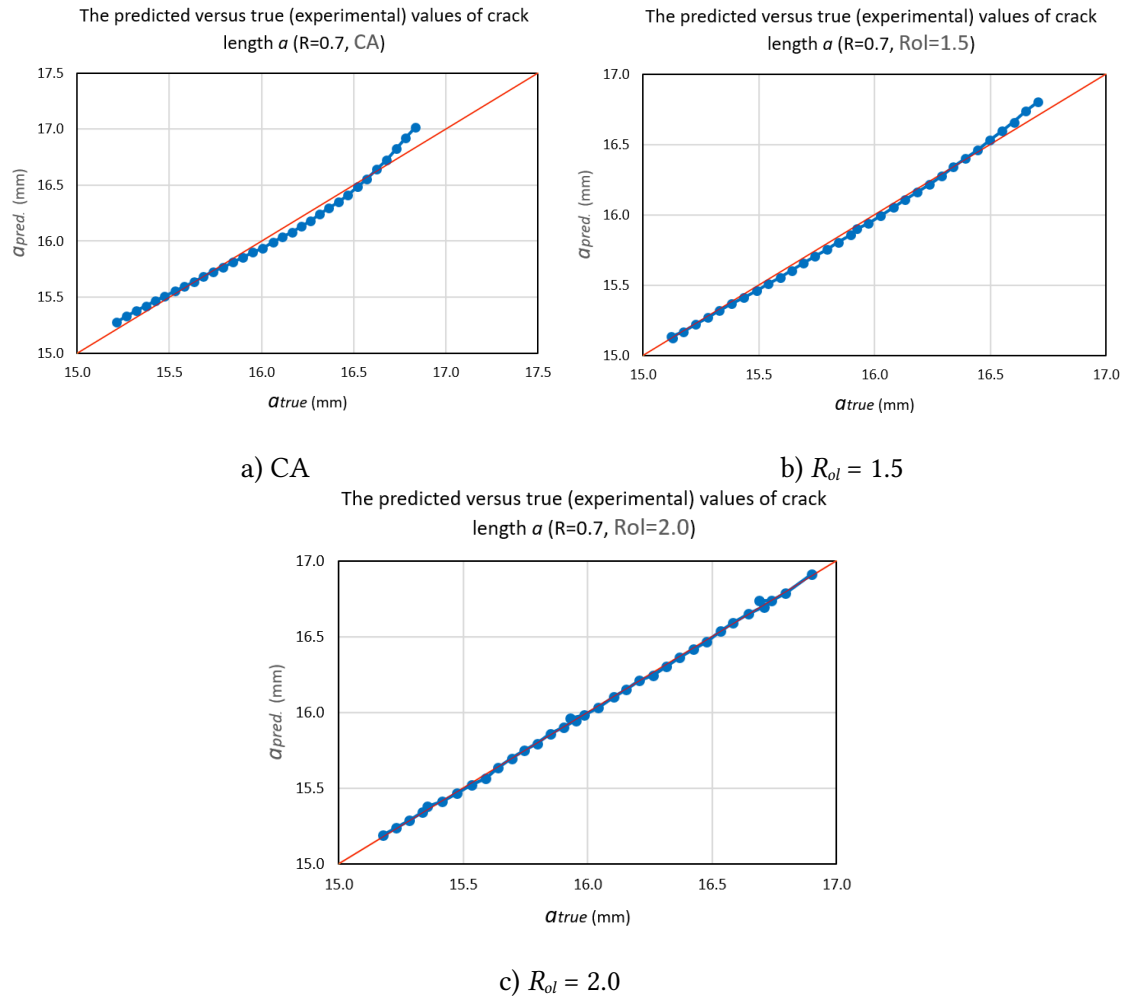 The predicted versus true (experimental) values of crack
length a (R=0.7, CA)
17.5
17.0
16.5
16.0
15.5
15.0
apred. (mm)
15.0 15.5 16.0 16.5 17.0 17.5
atrue (mm)
a) CA
The predicted versus true (experimental) values of crack
length a (R=0.7, Rol=1.5)
17.0
16.5
16.0
15.5
15.0
apred. (mm)
15.0 15.5 16.0 16.5 17.0
atrue (mm)
b) Rol = 1.5
The predicted versus true (experimental) values of crack
length a (R=0.7, Rol=2.0)
17.0
16.5
16.0
15.5
15.0
apred. (mm)
15.0 15.5 16.0 16.5 17.0
atrue (mm)
c) Rol = 2.0